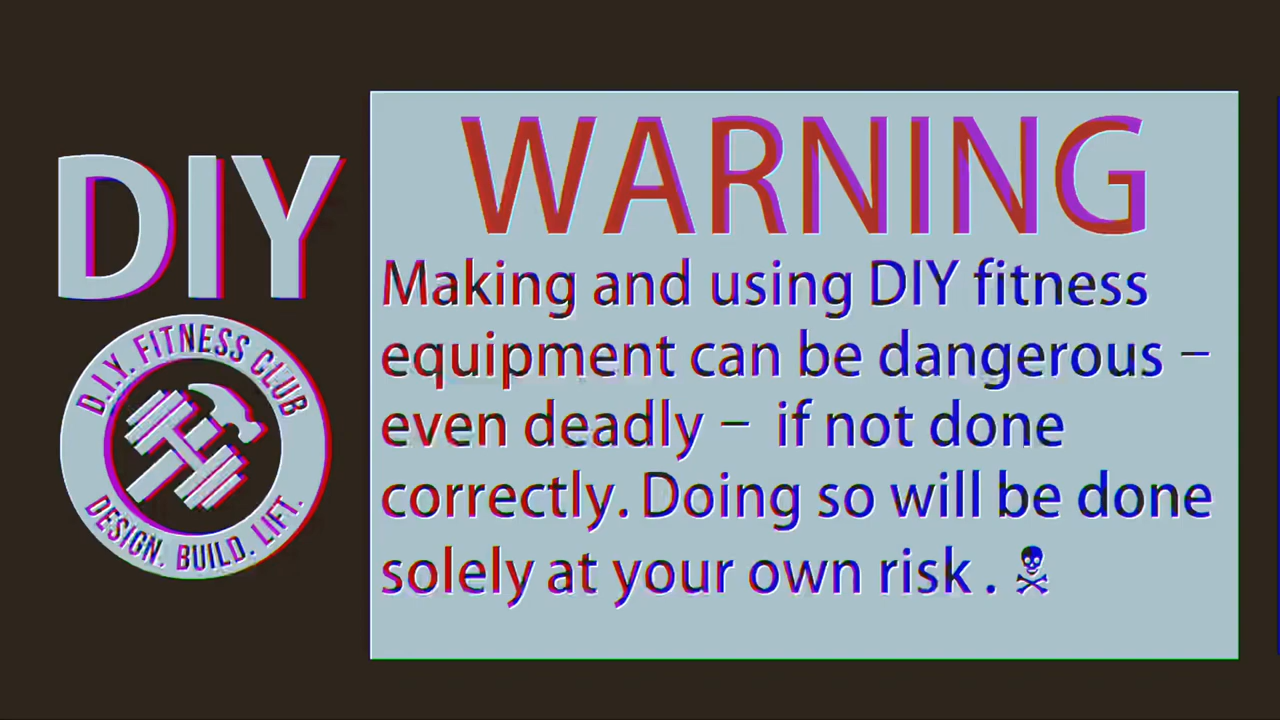 DIY
D.I.Y. FITNESS CLUB
DESIGN. BUILD. LIFT.
WARNING
Making and using DIY fitness
equipment can be dangerous –
even deadly – if not done
correctly. Doing so will be done
solely at your own risk . ☠